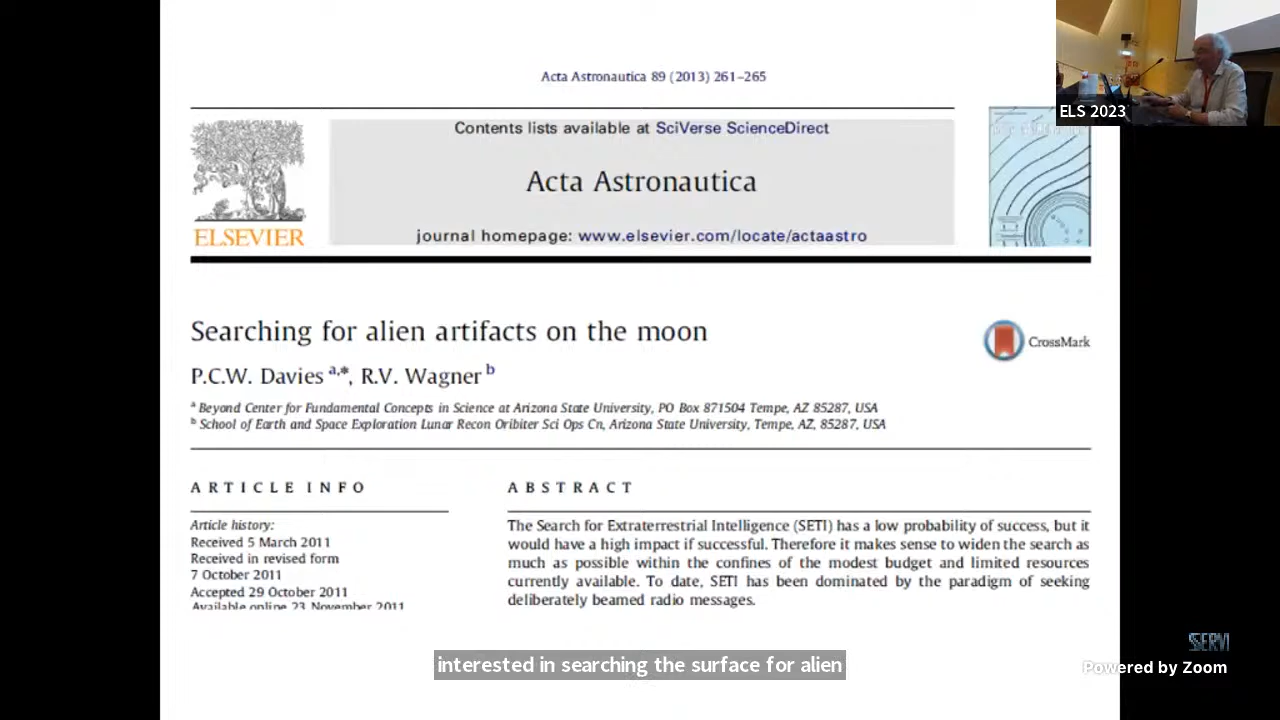 Acta Astronautica 89 (2013) 261–265
Contents lists available at SciVerse ScienceDirect
Acta Astronautica
journal homepage: www.elsevier.com/locate/actaastro
ELSEVIER
ELS 2023
Searching for alien artifacts on the moon
CrossMark
P.C.W. Davies a,*, R.V. Wagner b
a Beyond Center for Fundamental Concepts in Science at Arizona State University, PO Box 871504 Tempe, AZ 85287, USA
b School of Earth and Space Exploration Lunar Recon Oribiter Sci Ops Cn, Arizona State University, Tempe, AZ, 85287, USA
ARTICLE INFO
Article history:
Received 5 March 2011
Received in revised form
7 October 2011
Accepted 29 October 2011
Available online 23 November 2011
ABSTRACT
The Search for Extraterrestrial Intelligence (SETI) has a low probability of success, but it
would have a high impact if successful. Therefore it makes sense to widen the search as
much as possible within the confines of the modest budget and limited resources
currently available. To date, SETI has been dominated by the paradigm of seeking
deliberately beamed radio messages.
interested in searching the surface for alien
Powered by Zoom